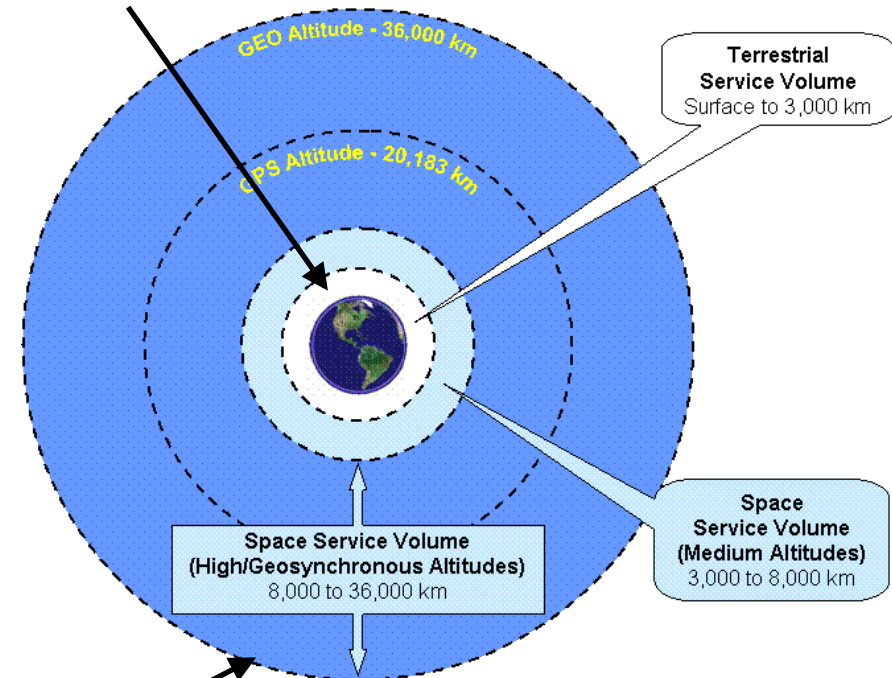 GEO Altitude - 36,000 km
Terrestrial
Service Volume
Surface to 3,000 km
GPS Altitude - 20,183 km
Space
Service Volume
(Medium Altitudes)
3,000 to 8,000 km
Space Service Volume
(High/Geosynchronous Altitudes)
8,000 to 36,000 km